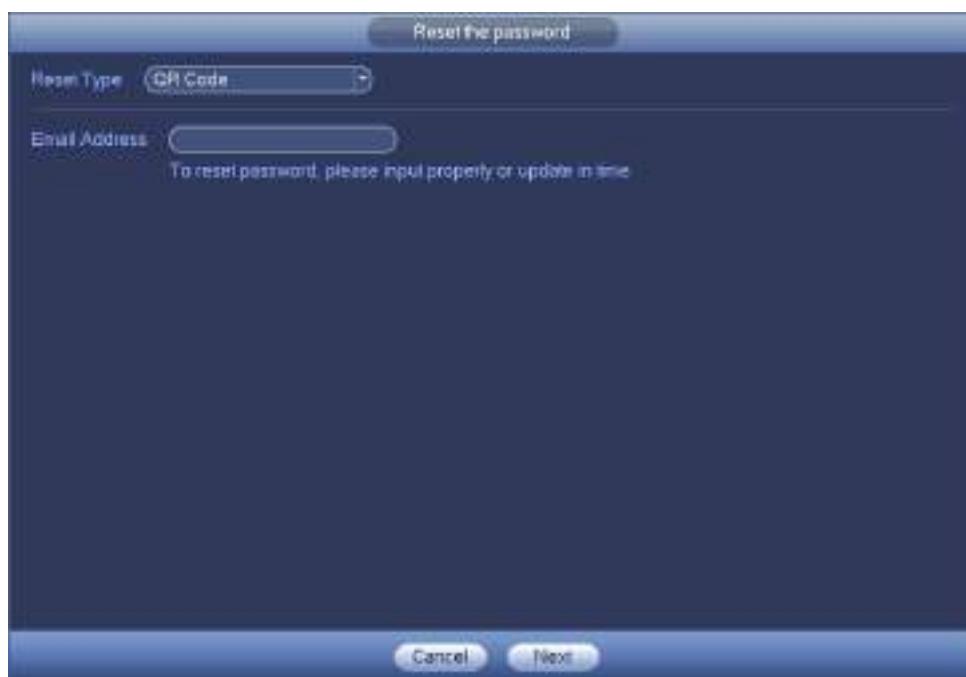 Reset the password
Reset Type QR Code
Email Address
To reset password, please input properly or update in time
Cancel Next